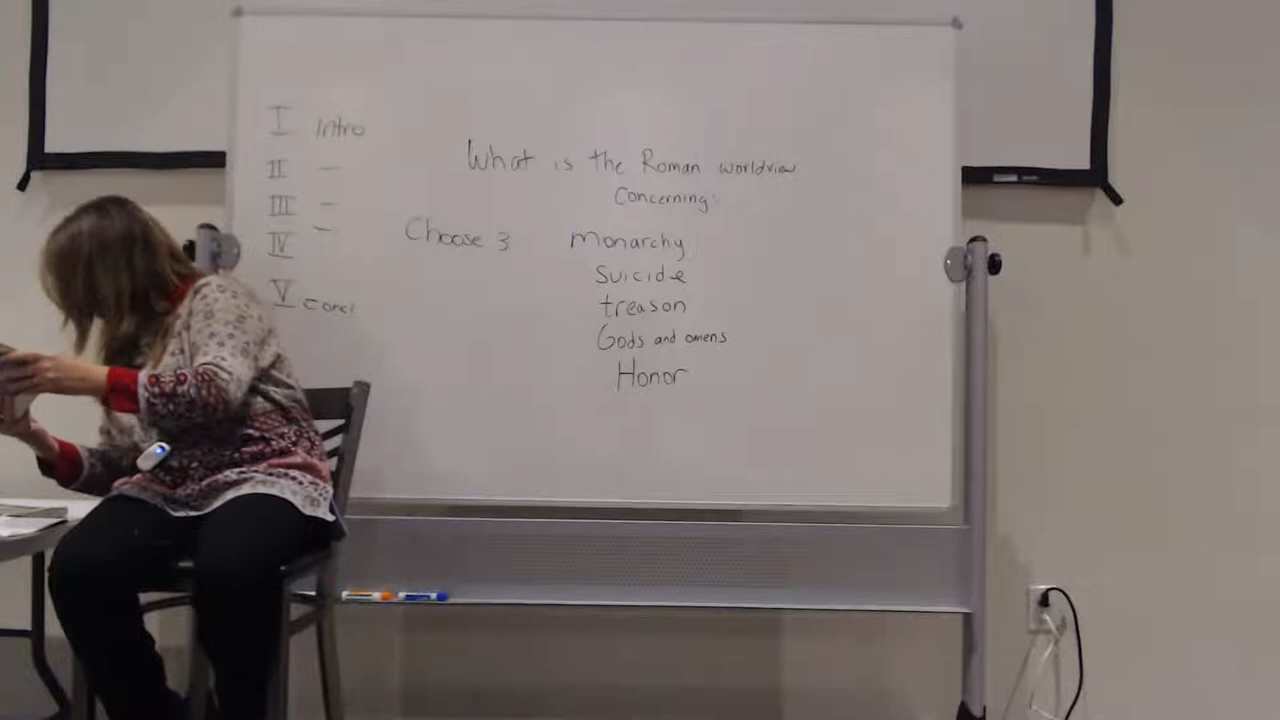 I Intro
II –
III –
IV –
V concl
What is the Roman worldview
Concerning:
Choose 3
Monarchy
Suicide
treason
Gods and omens
Honor